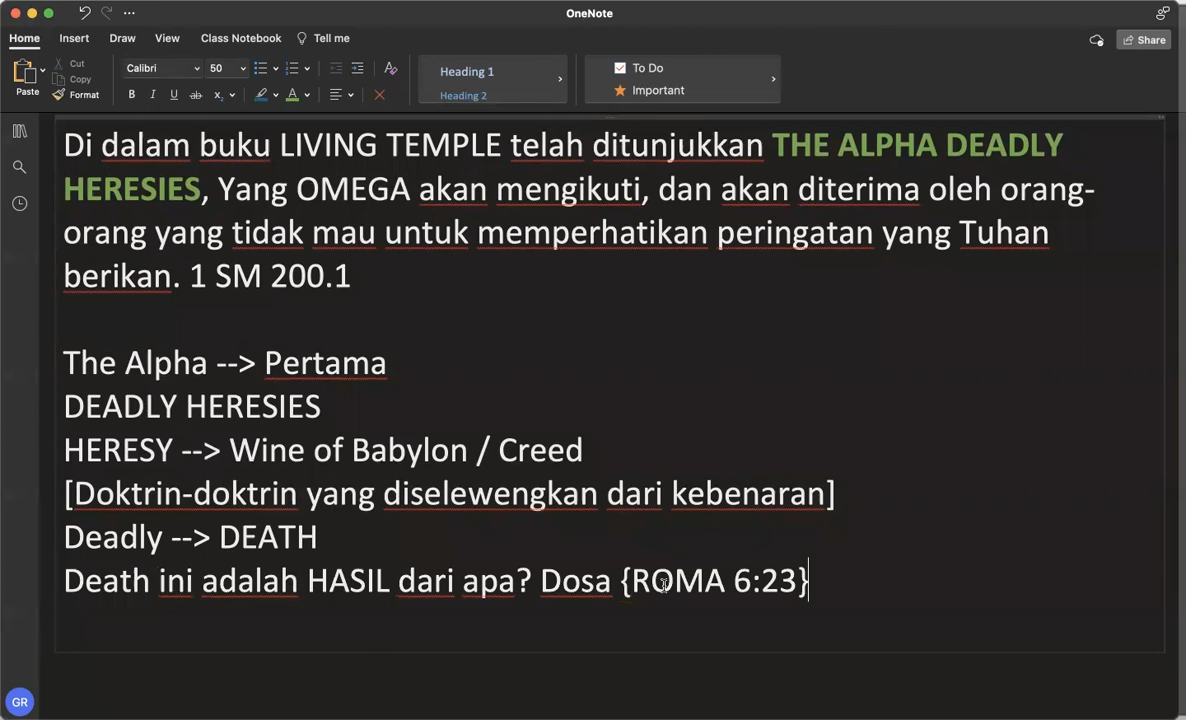 OneNote
Home Insert Draw View Class Notebook Tell me Share
Paste Cut Copy Format
Calibri 50
B I U ab x A
Heading 1
Heading 2
To Do
Important
Di dalam buku LIVING TEMPLE telah ditunjukkan THE ALPHA DEADLY
HERESIES, Yang OMEGA akan mengikuti, dan akan diterima oleh orang-
orang yang tidak mau untuk memperhatikan peringatan yang Tuhan
berikan. 1 SM 200.1
The Alpha --> Pertama
DEADLY HERESIES
HERESY --> Wine of Babylon / Creed
[Doktrin-doktrin yang diselewengkan dari kebenaran]
Deadly --> DEATH
Death ini adalah HASIL dari apa? Dosa {ROMA 6:23}
GR